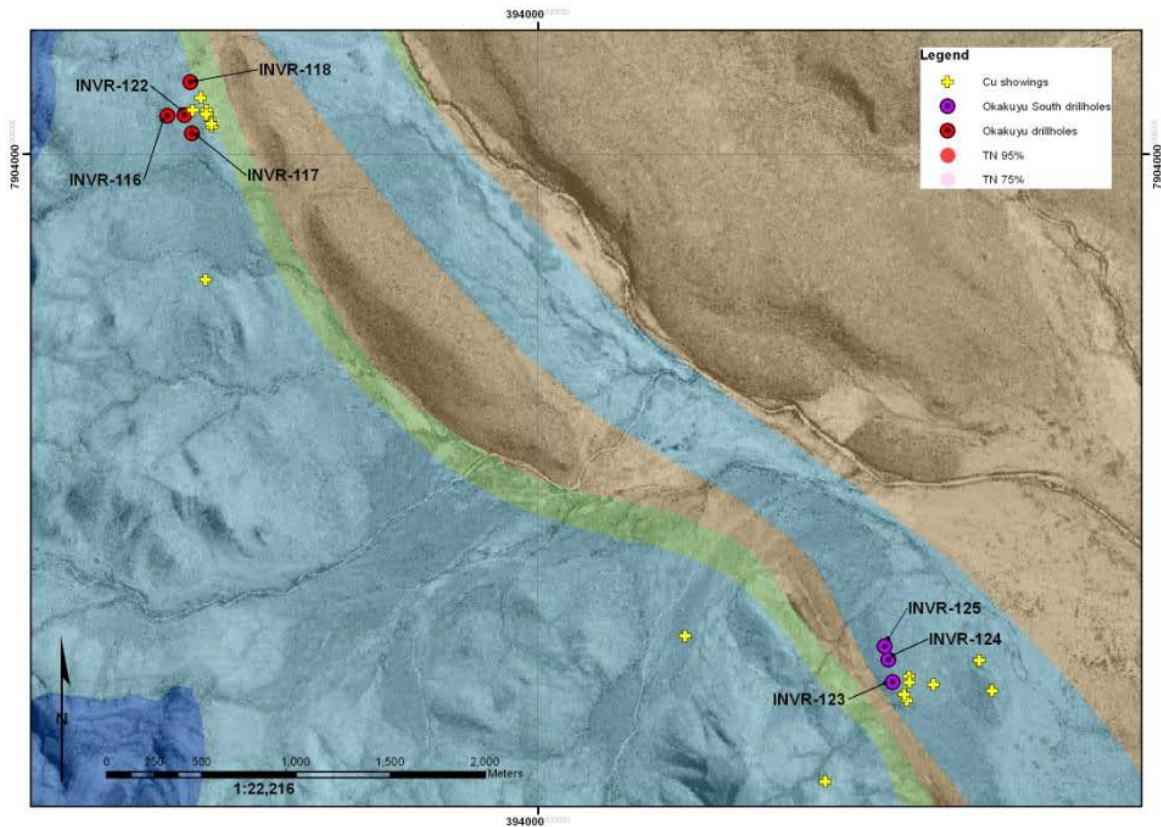 394000
INVR-118
INVR-122
INVR-116
INVR-117
7904000
7904000
Legend
Cu showings
Okakuyu South drillholes
Okakuyu drillholes
TN 95%
TN 75%
INVR-125
INVR-124
INVR-123
N
0 250 500 1,000 1,500 2,000
Meters
1:22,216
394000